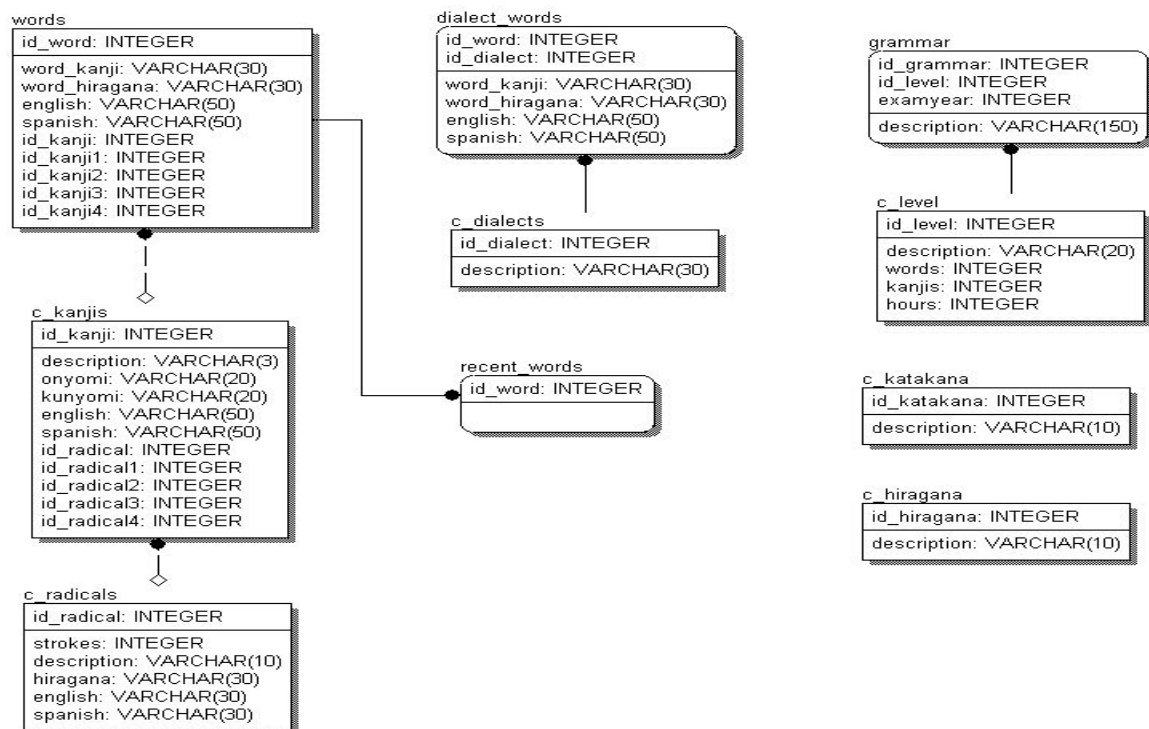 words
id_word: INTEGER
word_kanji: VARCHAR(30)
word_hiragana: VARCHAR(30)
english: VARCHAR(50)
spanish: VARCHAR(50)
id_kanji: INTEGER
id_kanji1: INTEGER
id_kanji2: INTEGER
id_kanji3: INTEGER
id_kanji4: INTEGER
c_kanjis
id_kanji: INTEGER
description: VARCHAR(3)
onyomi: VARCHAR(20)
kunyomi: VARCHAR(20)
english: VARCHAR(50)
spanish: VARCHAR(50)
id_radical: INTEGER
id_radical1: INTEGER
id_radical2: INTEGER
id_radical3: INTEGER
id_radical4: INTEGER
c_radicals
id_radical: INTEGER
strokes: INTEGER
description: VARCHAR(10)
hiragana: VARCHAR(30)
english: VARCHAR(30)
spanish: VARCHAR(30)
dialect_words
id_word: INTEGER
id_dialect: INTEGER
word_kanji: VARCHAR(30)
word_hiragana: VARCHAR(30)
english: VARCHAR(50)
spanish: VARCHAR(50)
c_dialects
id_dialect: INTEGER
description: VARCHAR(30)
recent_words
id_word: INTEGER
grammar
id_grammar: INTEGER
id_level: INTEGER
examyear: INTEGER
description: VARCHAR(150)
c_level
id_level: INTEGER
description: VARCHAR(20)
words: INTEGER
kanjis: INTEGER
hours: INTEGER
c_katakana
id_katakana: INTEGER
description: VARCHAR(10)
c_hiragana
id_hiragana: INTEGER
description: VARCHAR(10)